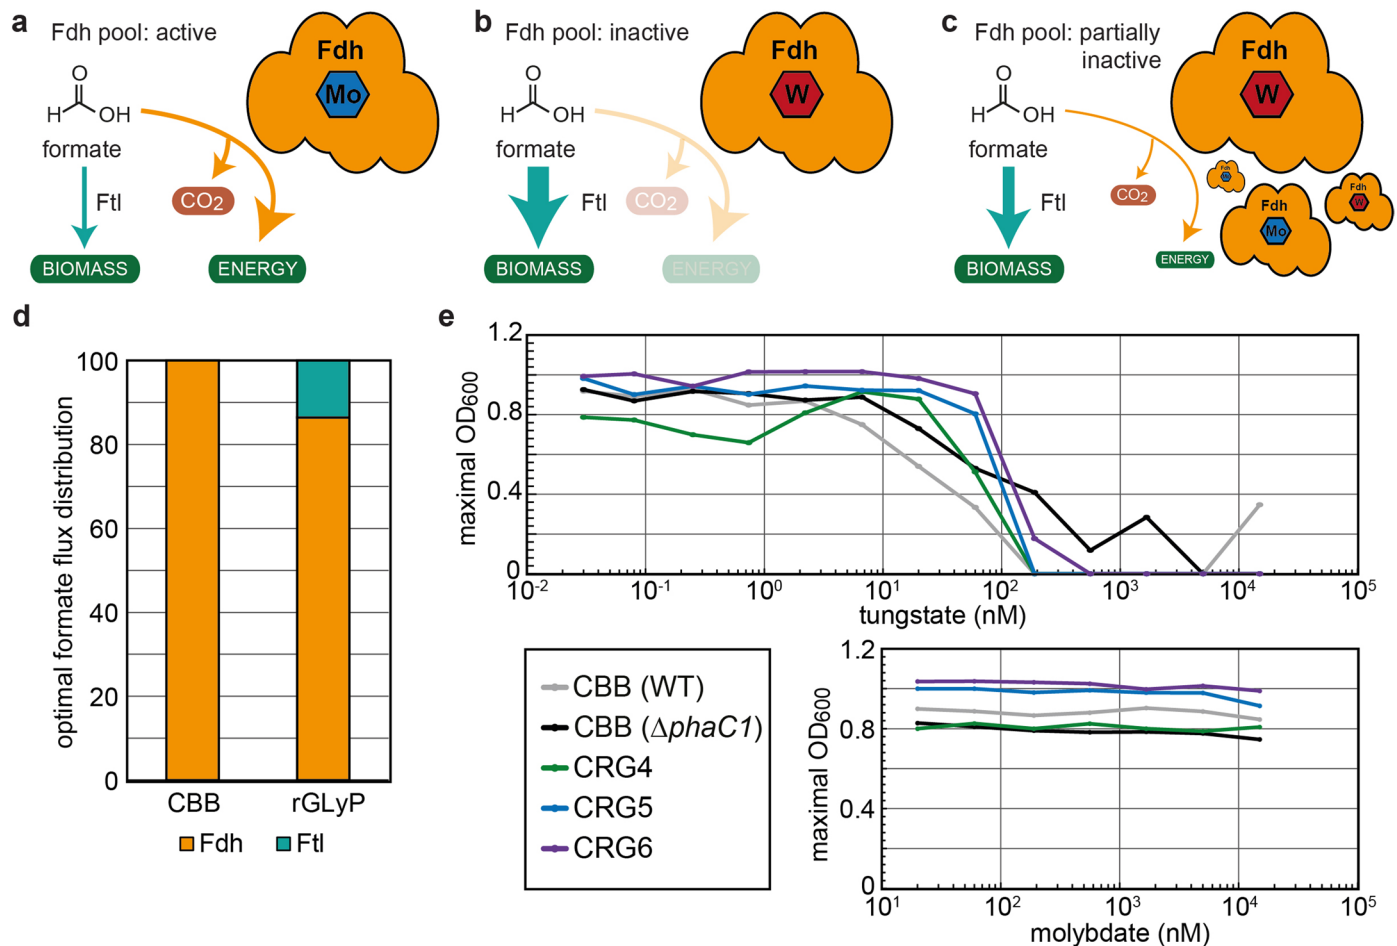 a
Fdh pool: active
Fdh
Mo
O
H
OH
formate
Ftl
CO2
BIOMASS
ENERGY
b
Fdh pool: inactive
Fdh
W
O
H
OH
formate
Ftl
CO2
BIOMASS
ENERGY
c
Fdh pool: partially
inactive
Fdh
W
O
H
OH
formate
Ftl
CO2
BIOMASS
ENERGY
Fdh
Mo
Fdh
W
Fdh
Mo
d
optimal formate flux distribution
100
80
60
40
20
0
CBB
rGLyP
Fdh
Ftl
e
maximal OD600
1.2
0.8
0.4
0
10-2
10-1
100
101
102
103
104
105
tungstate (nM)
CBB (WT)
CBB (ΔphaC1)
CRG4
CRG5
CRG6
maximal OD600
1.2
0.8
0.4
0
101
102
103
104
105
molybdate (nM)